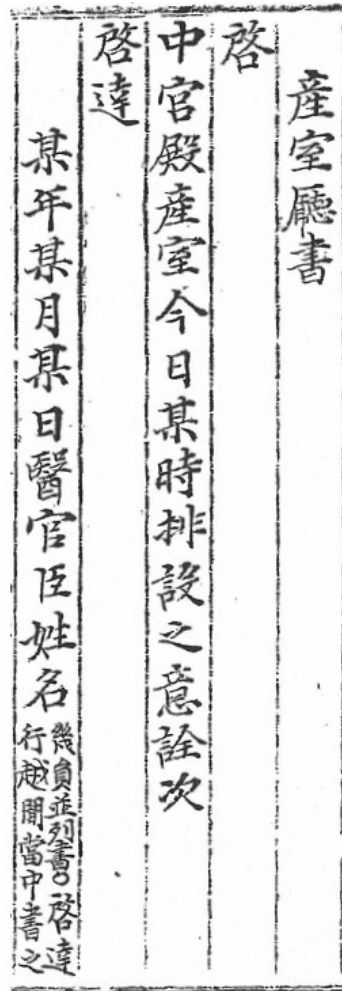 産室廳書
啓
中宮殿産室今日某時排設之意詮次
啓達
某年某月某日醫官臣姓名
幾員並列書○啓達
行越間當中書之